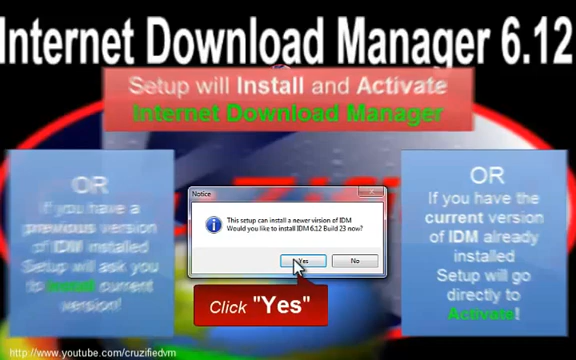 Internet Download Manager 6.12
Setup will Install and Activate
Internet Download Manager
OR
If you have a
previous version
of IDM installed
Setup will ask you
to install current
version!
Notice
This setup can install a newer version of IDM
Would you like to install IDM 6.12 Build 23 now?
Yes
No
Click "Yes"
OR
If you have the
current version
of IDM already
installed
Setup will go
directly to
Activate!
http://www.youtube.com/cruzifiedvm